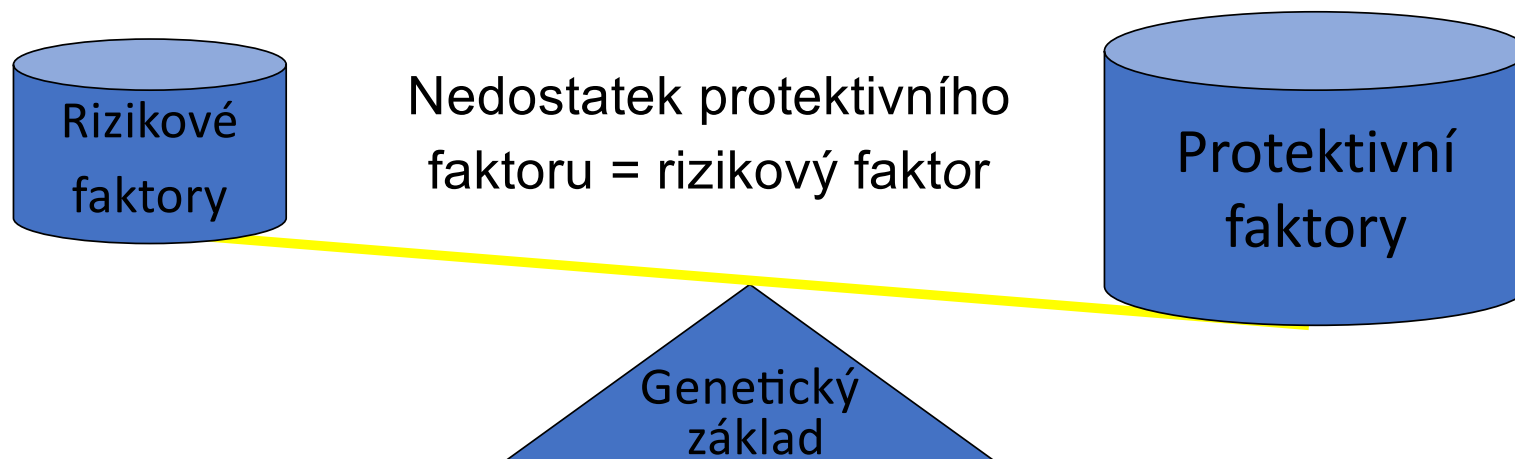 Rizikové
faktory
Nedostatek protektivního
faktoru = rizikový faktor
Protektivní
faktory
Genetický
základ